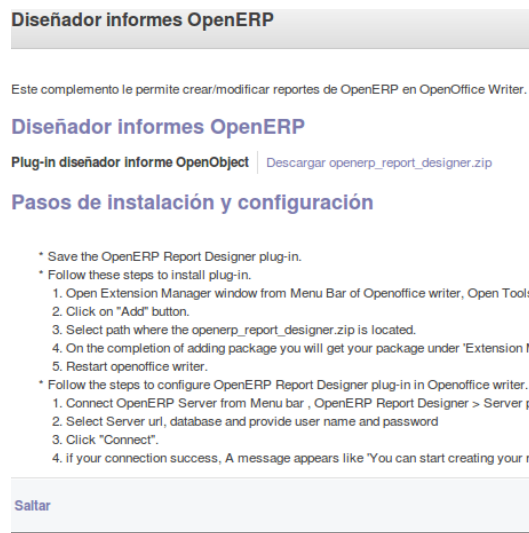 Diseñador informes OpenERP
Este complemento le permite crear/modificar reportes de OpenERP en OpenOffice Writer.
Diseñador informes OpenERP
Plug-in diseñador informe OpenObject Descargar openerp_report_designer.zip
Pasos de instalación y configuración
* Save the OpenERP Report Designer plug-in.
* Follow these steps to install plug-in.
1. Open Extension Manager window from Menu Bar of Openoffice writer, Open Tools
2. Click on "Add" button.
3. Select path where the openerp_report_designer.zip is located.
4. On the completion of adding package you will get your package under 'Extension
5. Restart openoffice writer.
* Follow the steps to configure OpenERP Report Designer plug-in in Openoffice writer.
1. Connect OpenERP Server from Menu bar , OpenERP Report Designer > Server
2. Select Server url, database and provide user name and password
3. Click "Connect".
4. if your connection success, A message appears like 'You can start creating your
Saltar